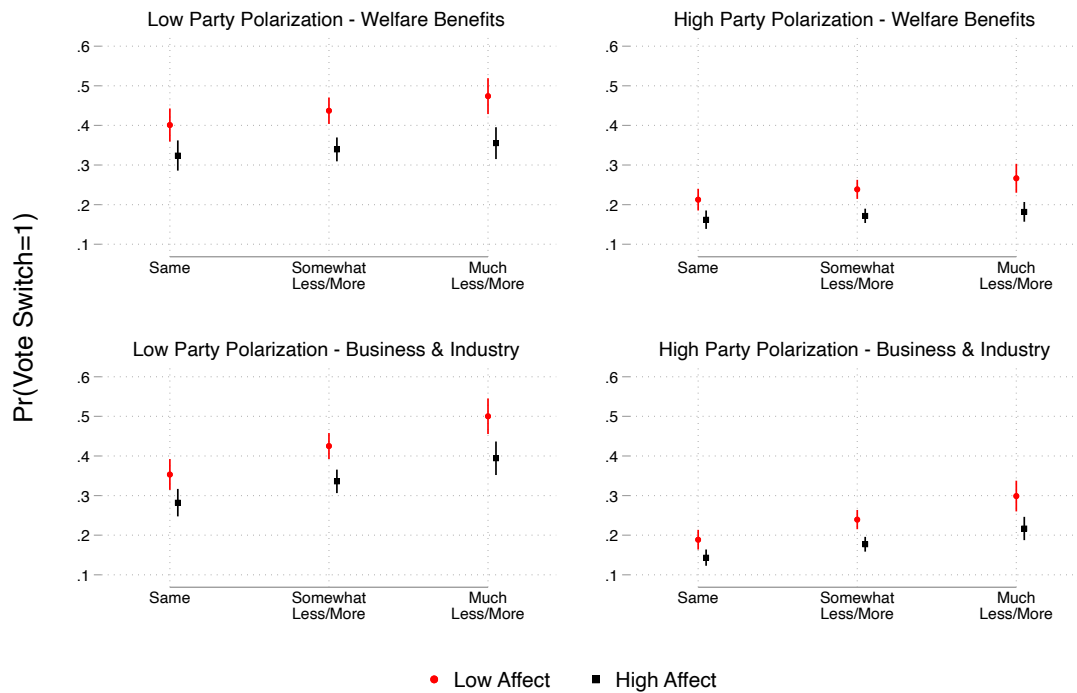 Pr(Vote Switch=1)
Low Party Polarization - Welfare Benefits
.6
.5
.4
.3
.2
.1
Same
Somewhat
Less/More
Much
Less/More
High Party Polarization - Welfare Benefits
.6
.5
.4
.3
.2
.1
Same
Somewhat
Less/More
Much
Less/More
Low Party Polarization - Business & Industry
.6
.5
.4
.3
.2
.1
Same
Somewhat
Less/More
Much
Less/More
High Party Polarization - Business & Industry
.6
.5
.4
.3
.2
.1
Same
Somewhat
Less/More
Much
Less/More
Low Affect
High Affect